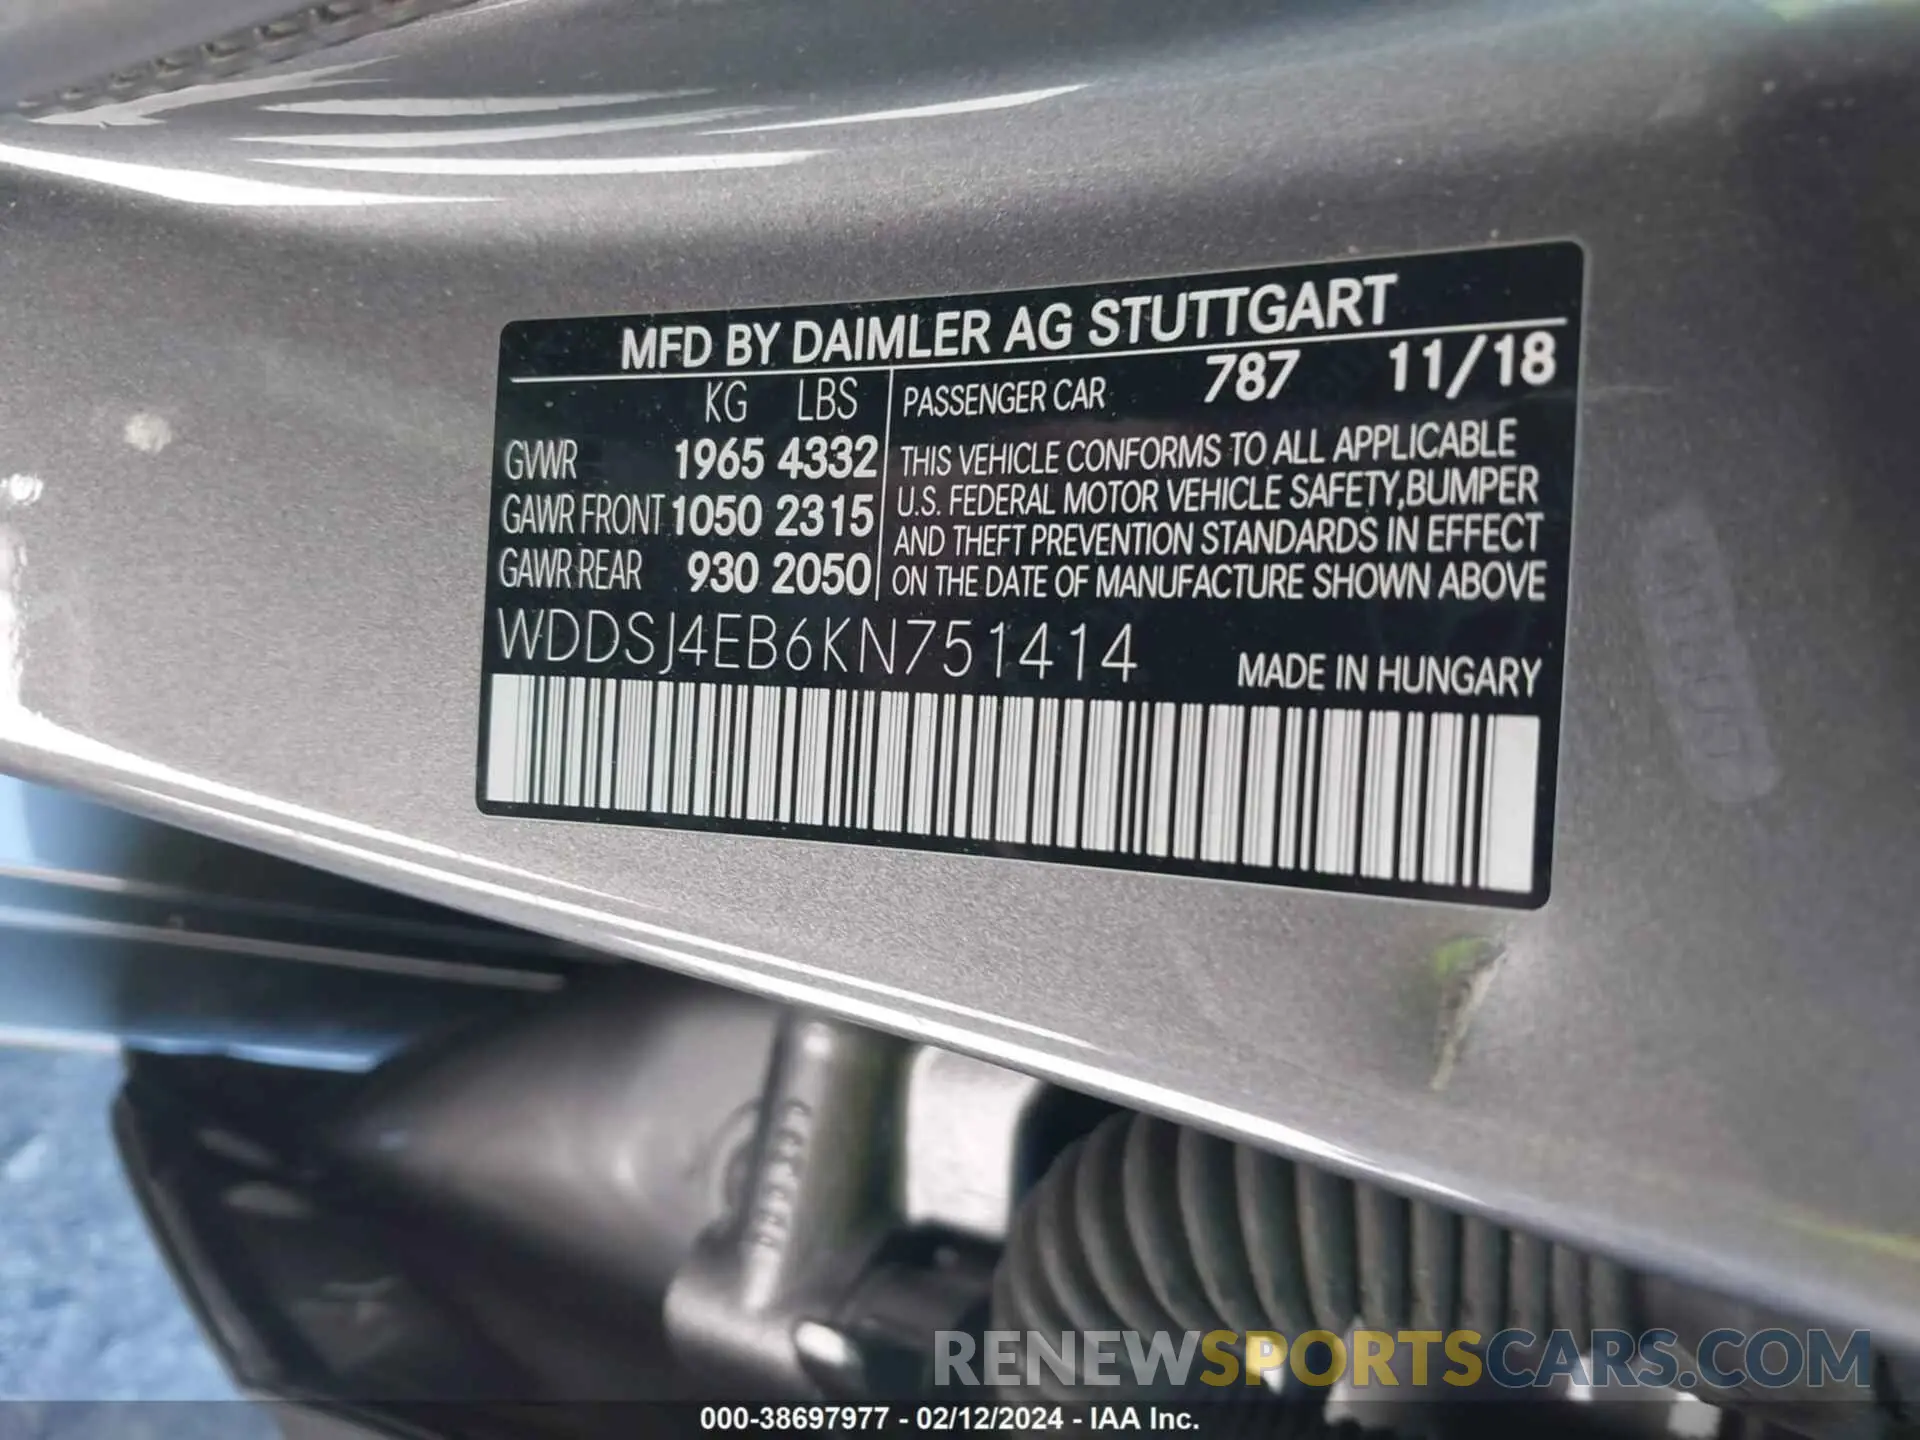 MFD BY DAIMLER AG STUTTGART
KG LBS
GVWR 1965 4332
GAWR FRONT 1050 2315
GAWR REAR 930 2050
PASSENGER CAR 787 11/18
THIS VEHICLE CONFORMS TO ALL APPLICABLE
U.S. FEDERAL MOTOR VEHICLE SAFETY, BUMPER
AND THEFT PREVENTION STANDARDS IN EFFECT
ON THE DATE OF MANUFACTURE SHOWN ABOVE
WDDSJ4EB6KN751414
MADE IN HUNGARY
RENEWSPORTSCARS.COM
000-38697977 - 02/12/2024 - IAA Inc.